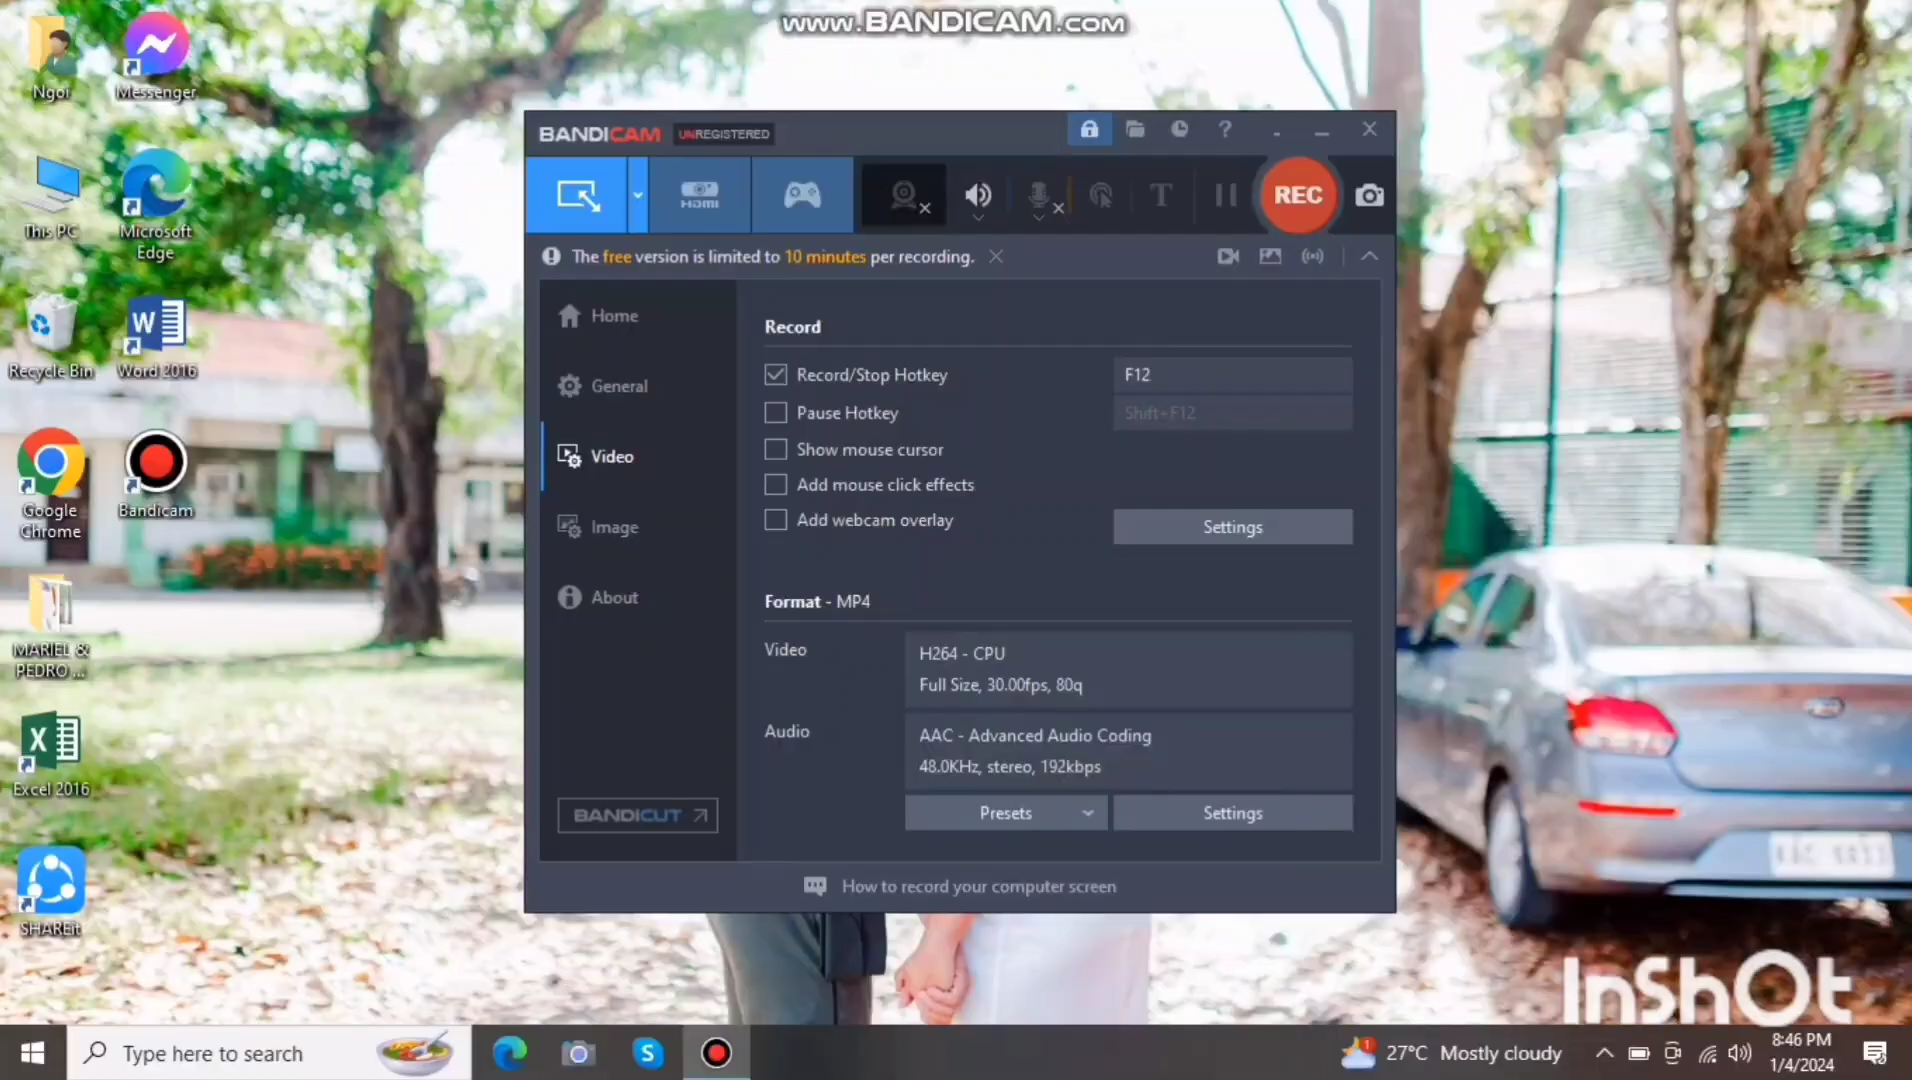 www.BANDICAM.com
Ngoi
Messenger
This PC
Microsoft
Edge
Recycle Bin
Word 2016
Google
Chrome
Bandicam
MARIEL &
PEDRO ...
Excel 2016
SHAREit
BANDICAM UNREGISTERED
HDMI
T
REC
The free version is limited to 10 minutes per recording.
Home
General
Video
Image
About
BANDICUT
Record
Record/Stop Hotkey
F12
Pause Hotkey
Shift+F12
Show mouse cursor
Add mouse click effects
Add webcam overlay
Settings
Format - MP4
Video
H264 - CPU
Full Size, 30.00fps, 80q
Audio
AAC - Advanced Audio Coding
48.0KHz, stereo, 192kbps
Presets
Settings
How to record your computer screen
InShOt
Type here to search
1
27°C Mostly cloudy
8:46 PM
1/4/2024